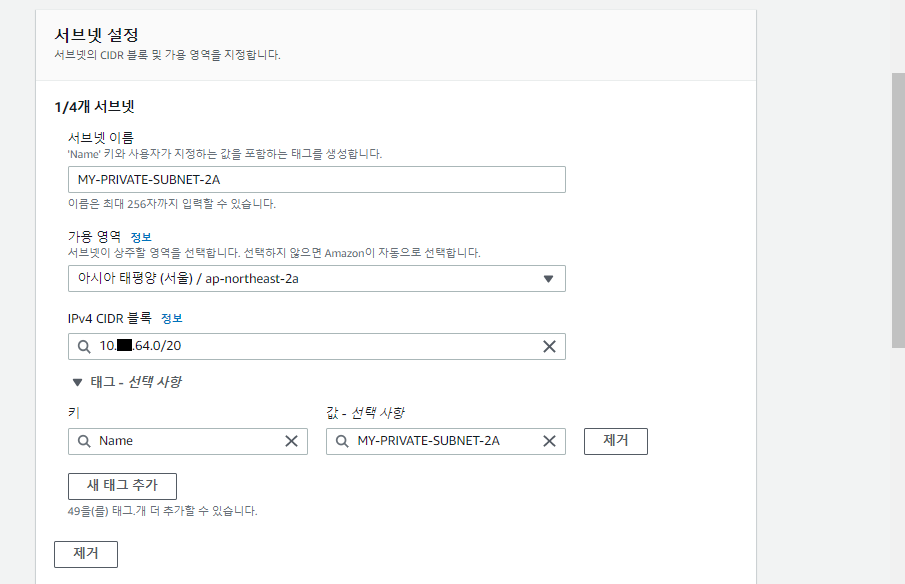 서브넷 설정
서브넷의 CIDR 블록 및 가용 영역을 지정합니다.
1/4개 서브넷
서브넷 이름
'Name' 키와 사용자가 지정하는 값을 포함하는 태그를 생성합니다.
MY-PRIVATE-SUBNET-2A
이름은 최대 256자까지 입력할 수 있습니다.
가용 영역 정보
서브넷이 상주할 영역을 선택합니다. 선택하지 않으면 Amazon이 자동으로 선택합니다.
아시아 태평양 (서울) / ap-northeast-2a
IPv4 CIDR 블록 정보
10. .64.0/20
태그 - 선택 사항
키 값 - 선택 사항
Name MY-PRIVATE-SUBNET-2A 제거
새 태그 추가
49을(를) 태그.개 더 추가할 수 있습니다.
제거